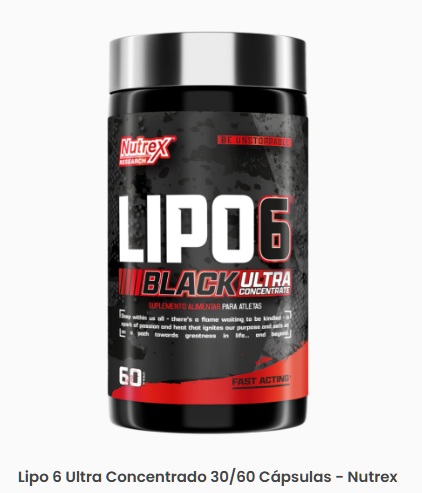 Nutrex
RESEARCH
BE UNSTOPPABLE
LIPO6
BLACK ULTRA
CONCENTRATE
SUPLEMENTO ALIMENTAR PARA ATLETAS
Deep within us all - there's a flame waiting to be kindled - a
spark of passion and heat that ignites our purpose and sets us
on a path towards greatness in life... and beyond.
60
FAST ACTING
Lipo 6 Ultra Concentrado 30/60 Cápsulas - Nutrex